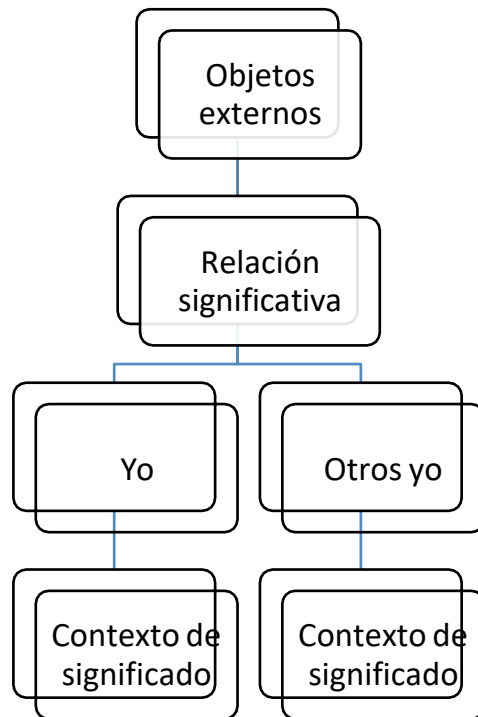 Objetos
externos
Relación
significativa
Yo
Otros yo
Contexto de
significado
Contexto de
significado